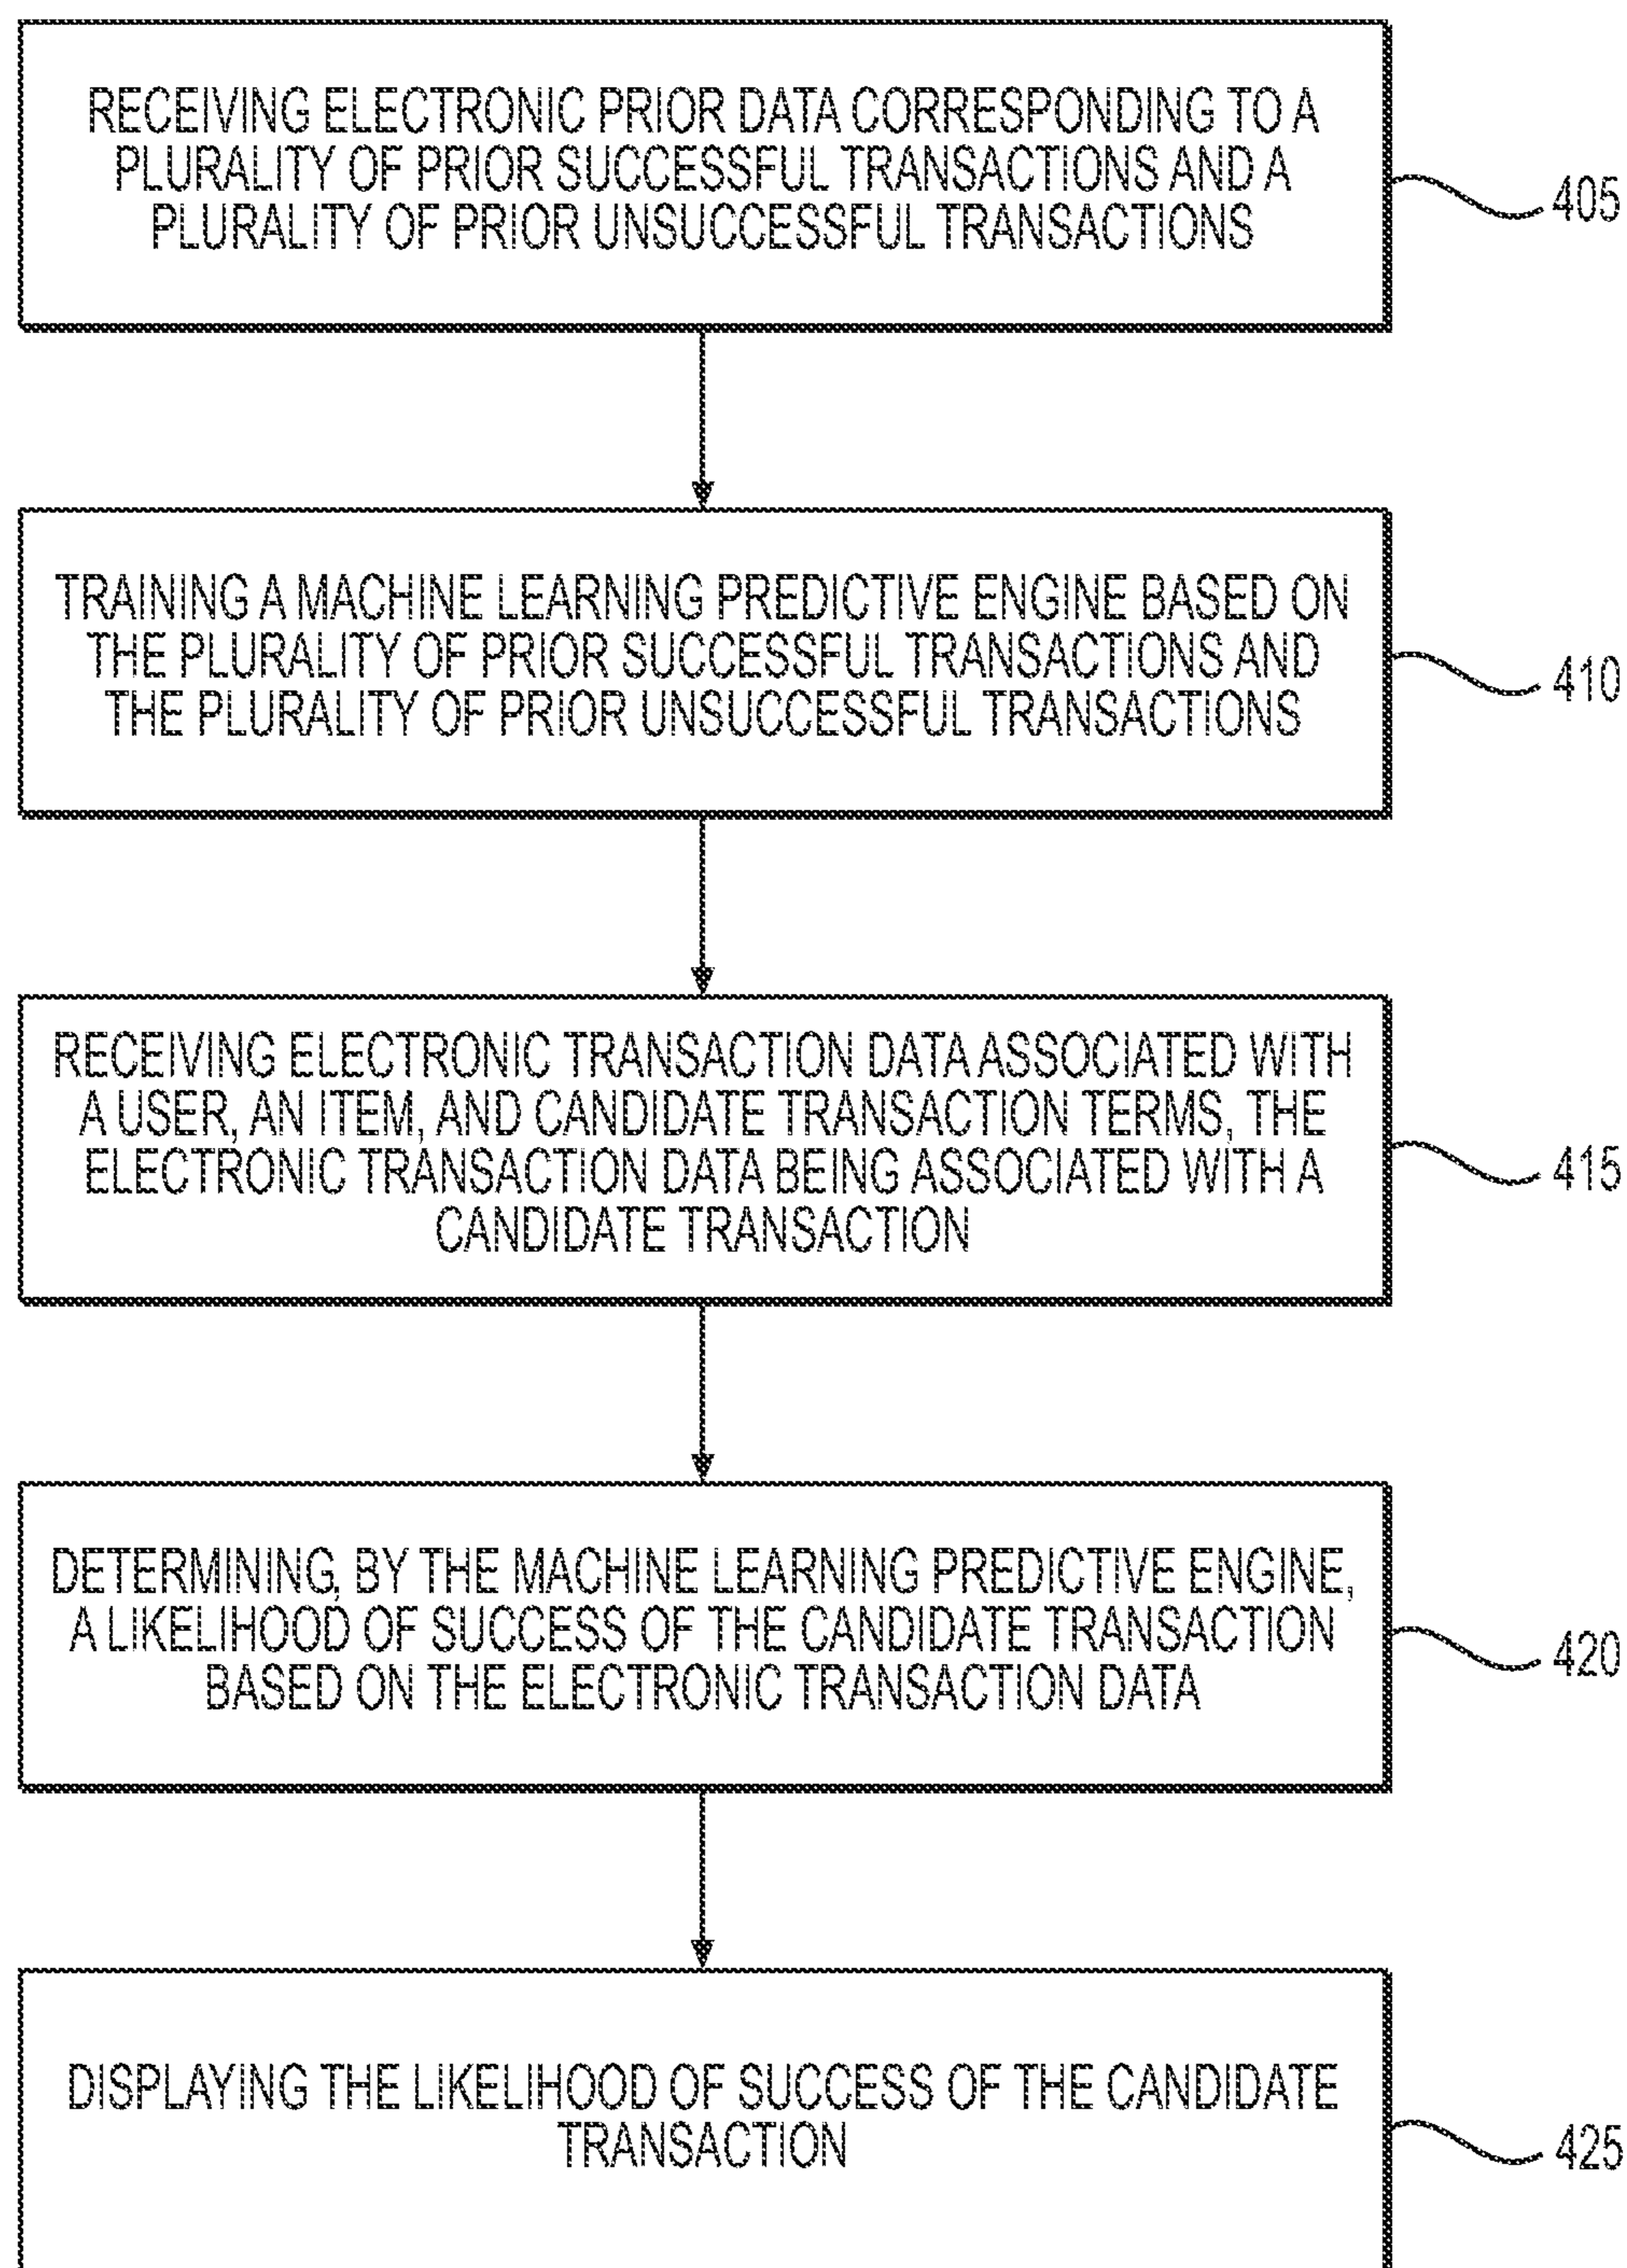 RECEIVING ELECTRONIC PRIOR DATA CORRESPONDING TO A
PLURALITY OF PRIOR SUCCESSFUL TRANSACTIONS AND A
PLURALITY OF PRIOR UNSUCCESSFUL TRANSACTIONS
405
TRAINING A MACHINE LEARNING PREDICTIVE ENGINE BASED ON
THE PLURALITY OF PRIOR SUCCESSFUL TRANSACTIONS AND
THE PLURALITY OF PRIOR UNSUCCESSFUL TRANSACTIONS
410
RECEIVING ELECTRONIC TRANSACTION DATA ASSOCIATED WITH
A USER, AN ITEM, AND CANDIDATE TRANSACTION TERMS, THE
ELECTRONIC TRANSACTION DATA BEING ASSOCIATED WITH A
CANDIDATE TRANSACTION
415
DETERMINING, BY THE MACHINE LEARNING PREDICTIVE ENGINE,
A LIKELIHOOD OF SUCCESS OF THE CANDIDATE TRANSACTION
BASED ON THE ELECTRONIC TRANSACTION DATA
420
DISPLAYING THE LIKELIHOOD OF SUCCESS OF THE CANDIDATE
TRANSACTION
425